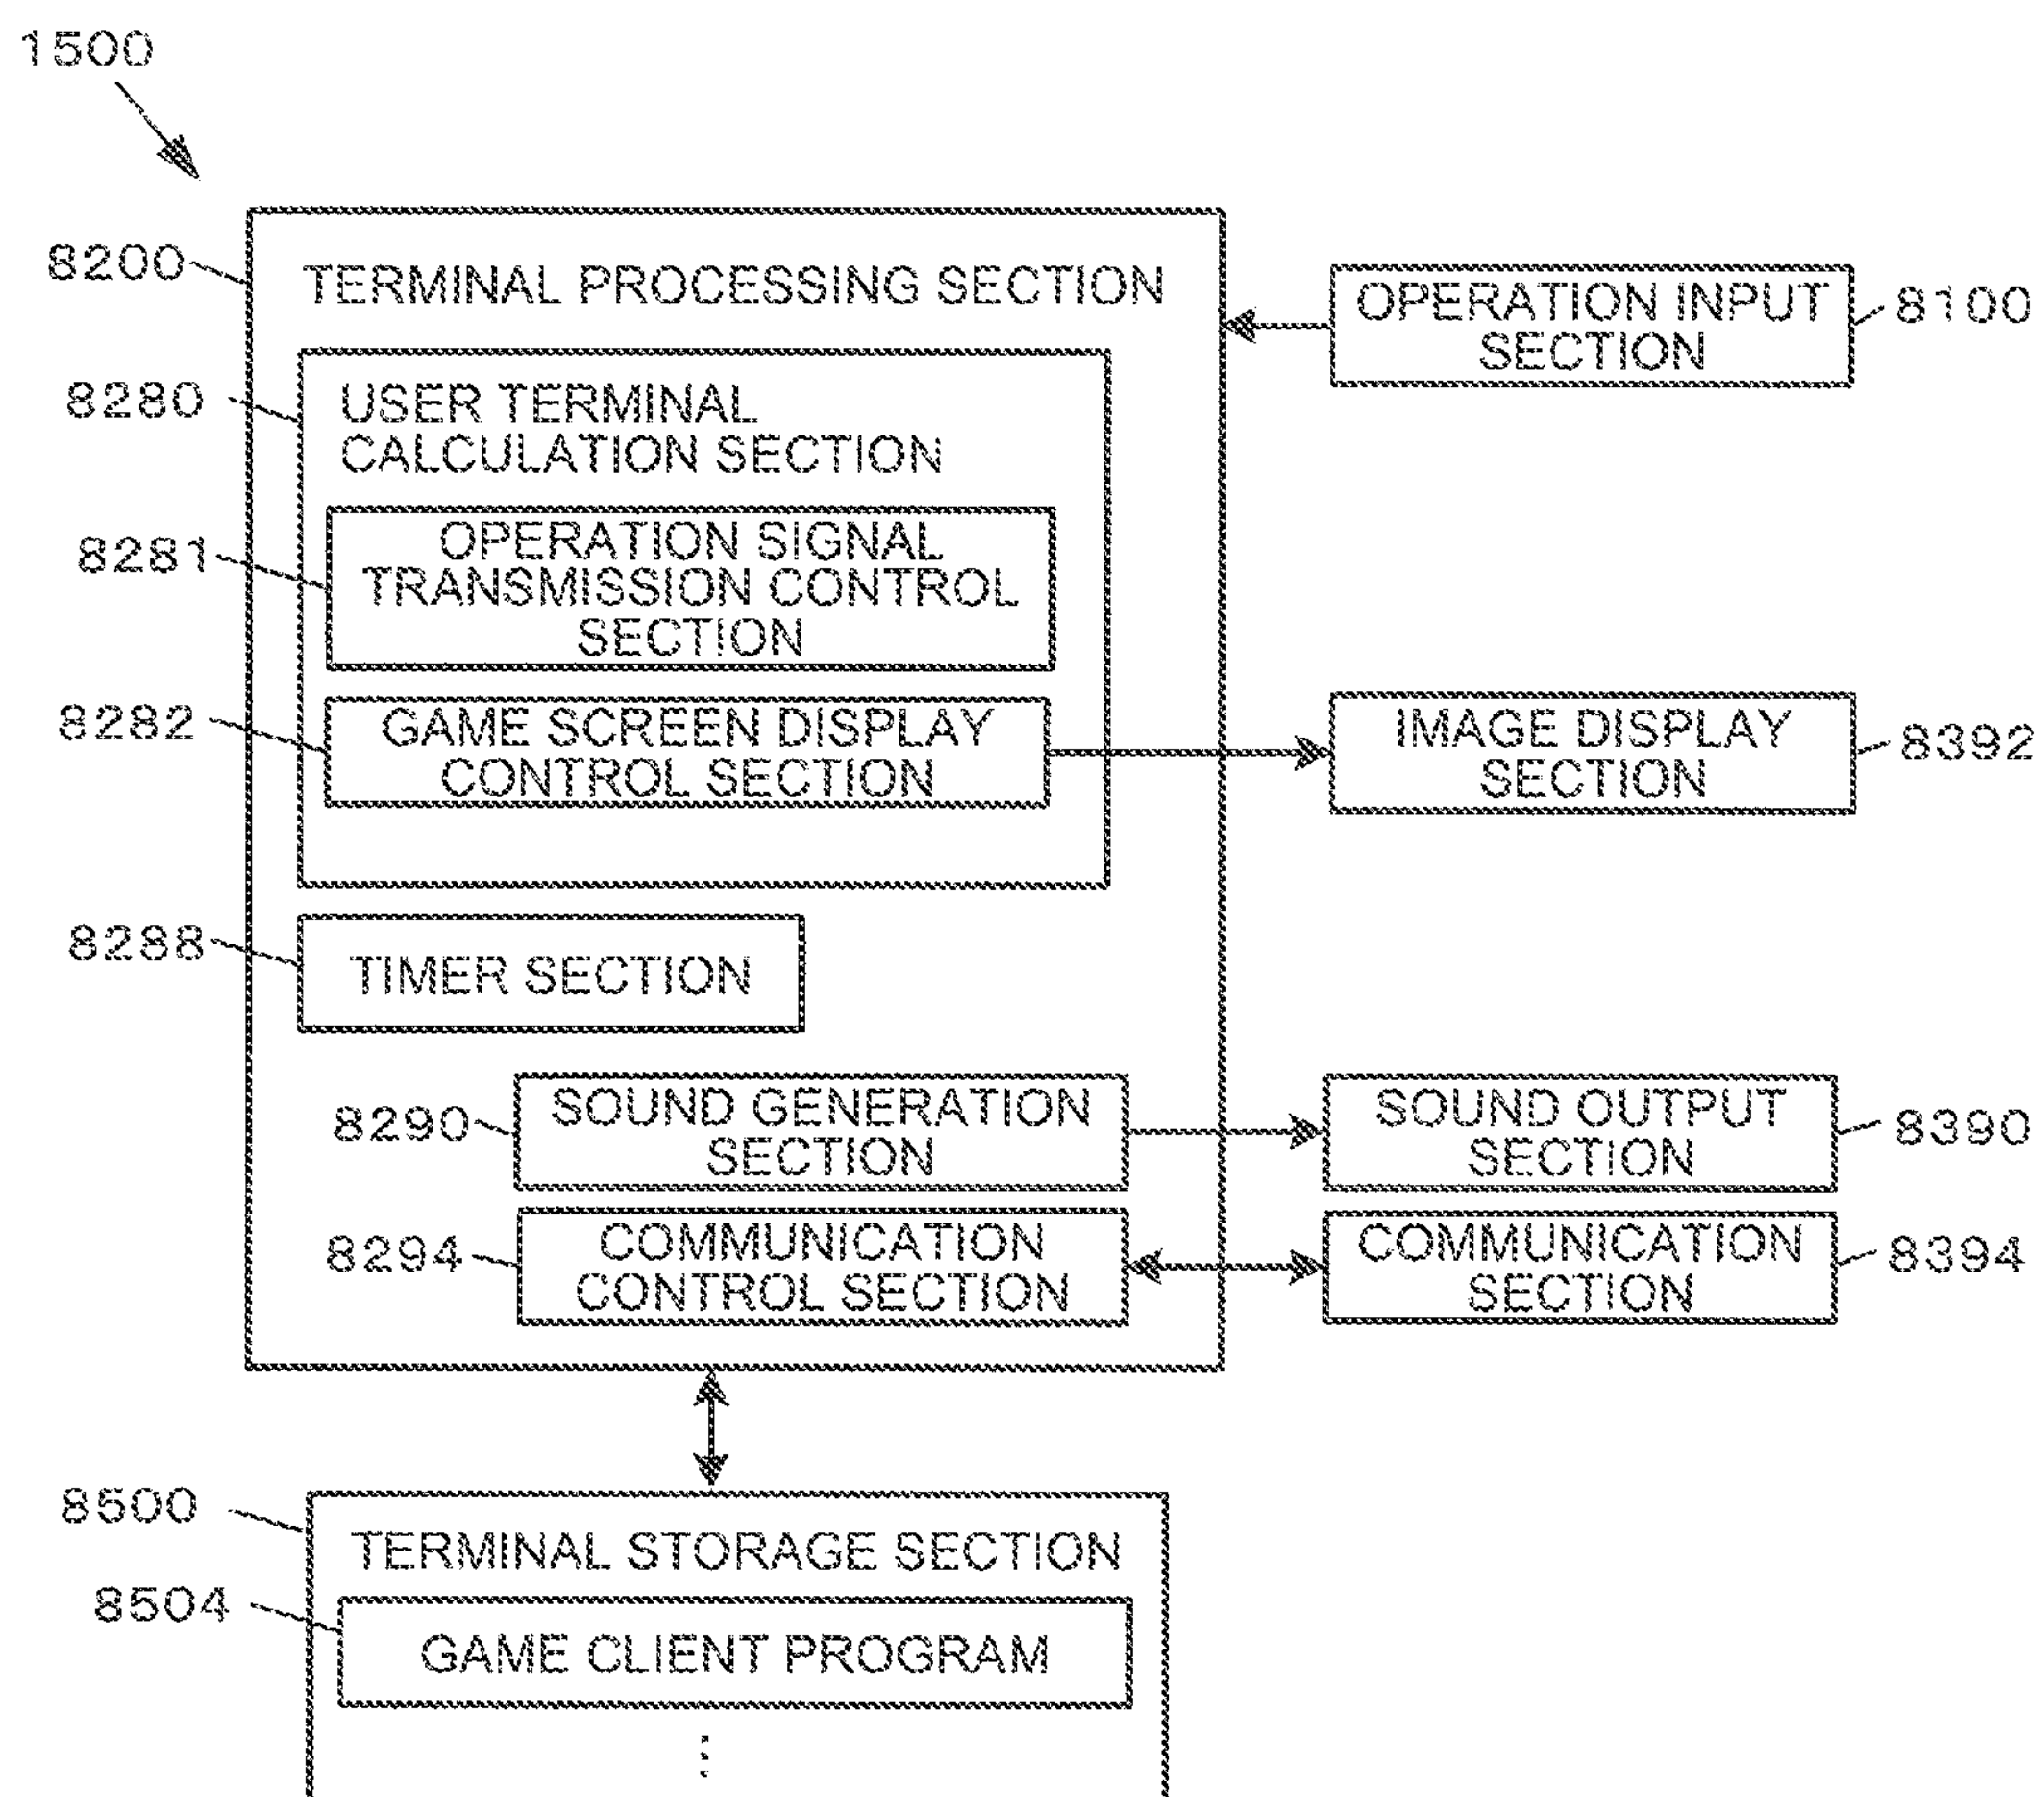 1500
8200
TERMINAL PROCESSING SECTION
OPERATION INPUT
SECTION
8100
8280
USER TERMINAL
CALCULATION SECTION
8281
OPERATION SIGNAL
TRANSMISSION CONTROL
SECTION
8282
GAME SCREEN DISPLAY
CONTROL SECTION
IMAGE DISPLAY
SECTION
8392
8288
TIMER SECTION
8290
SOUND GENERATION
SECTION
SOUND OUTPUT
SECTION
8390
8294
COMMUNICATION
CONTROL SECTION
COMMUNICATION
SECTION
8394
8500
TERMINAL STORAGE SECTION
8504
GAME CLIENT PROGRAM